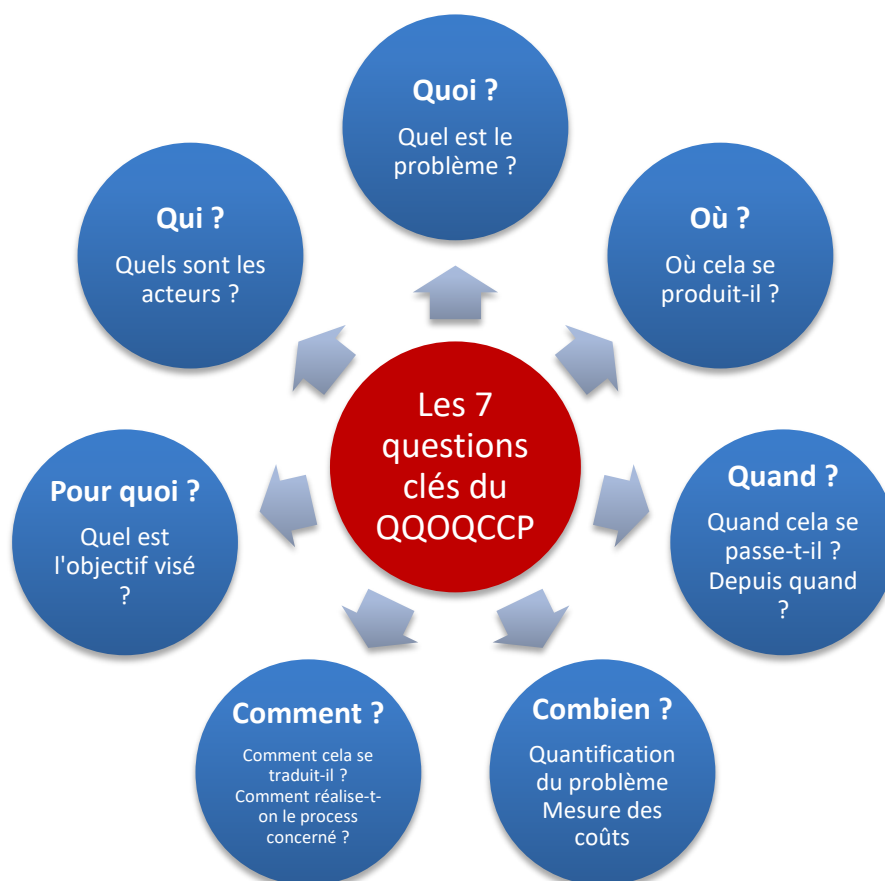 Quoi ?
Quel est le
problème ?
Où ?
Où cela se
produit-il ?
Quand ?
Quand cela se
passe-t-il ?
Depuis quand
?
Combien ?
Quantification
du problème
Mesure des
coûts
Comment ?
Comment cela se
traduit-il ?
Comment réalise-t-
on le process
concerné ?
Pour quoi ?
Quel est
l'objectif visé
?
Qui ?
Quels sont les
acteurs ?
Les 7
questions
clés du
QQOQCCP